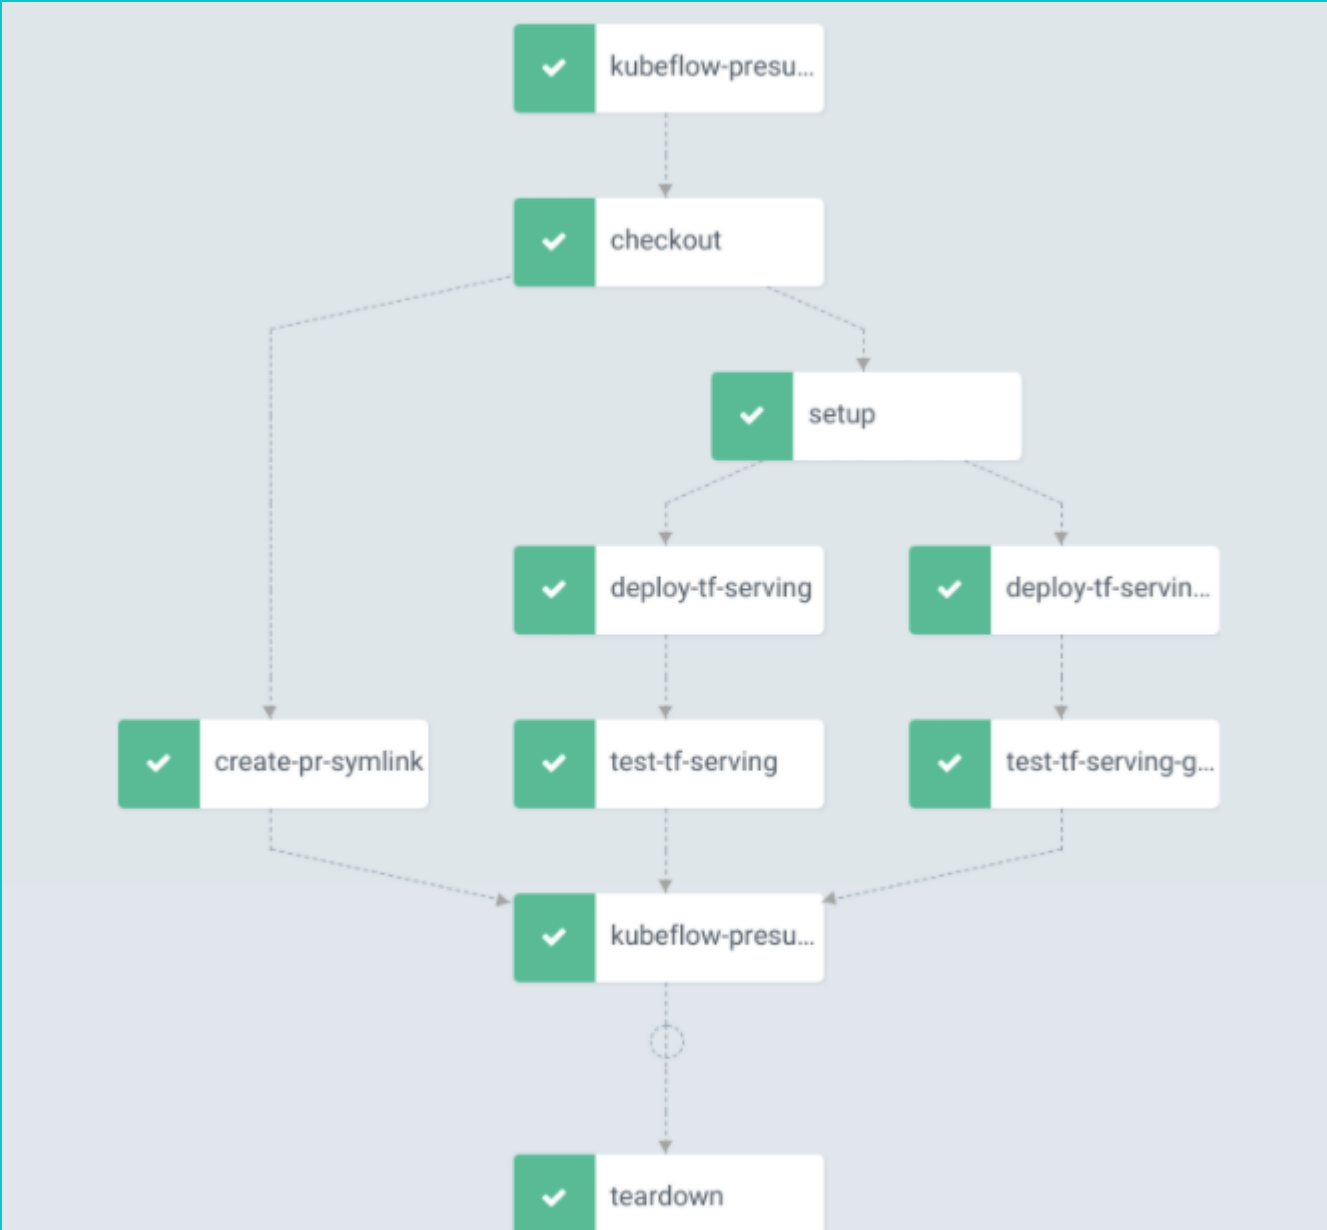 kubeflow-presu...
checkout
setup
deploy-tf-serving
deploy-tf-servin...
create-pr-symlink
test-tf-serving
test-tf-serving-g...
kubeflow-presu...
teardown